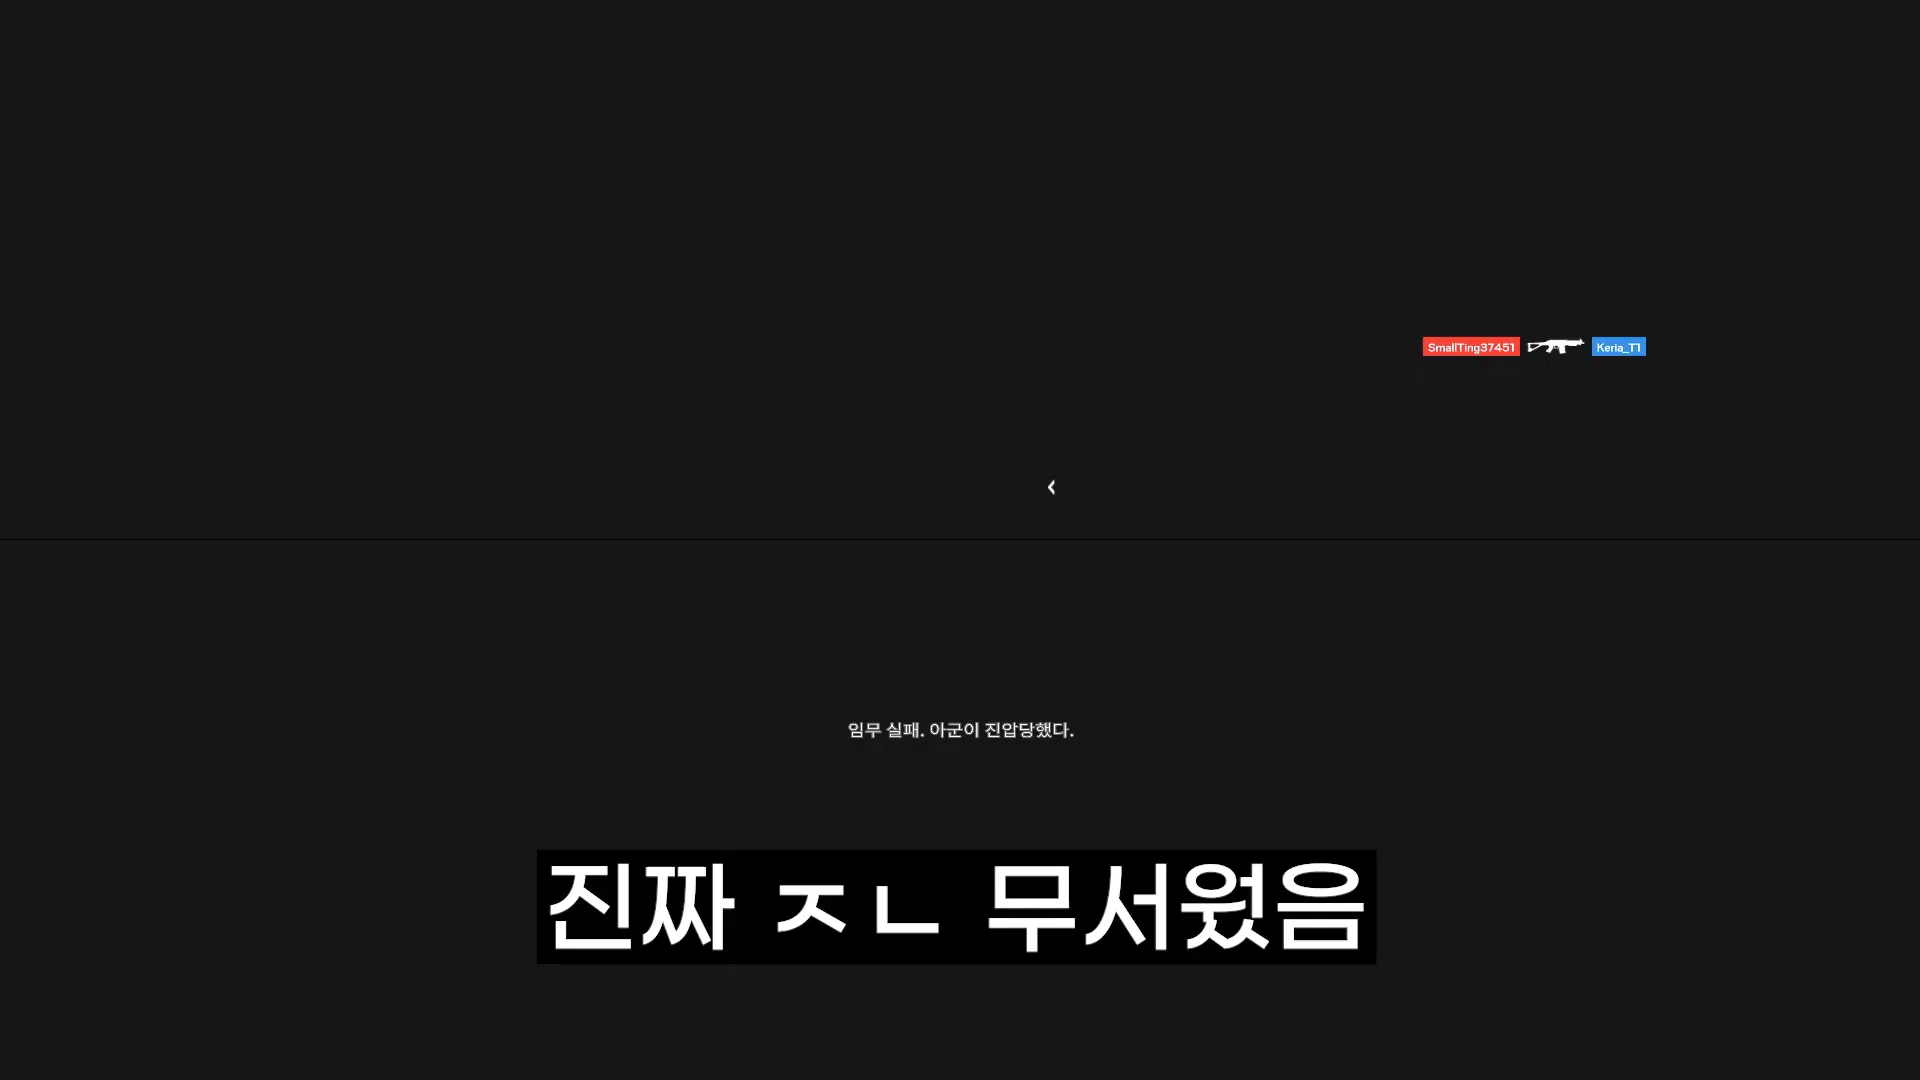 SmallTing37451 Keria_T1
임무 실패. 아군이 진압당했다.
진짜 ㅈㄴ 무서웠음